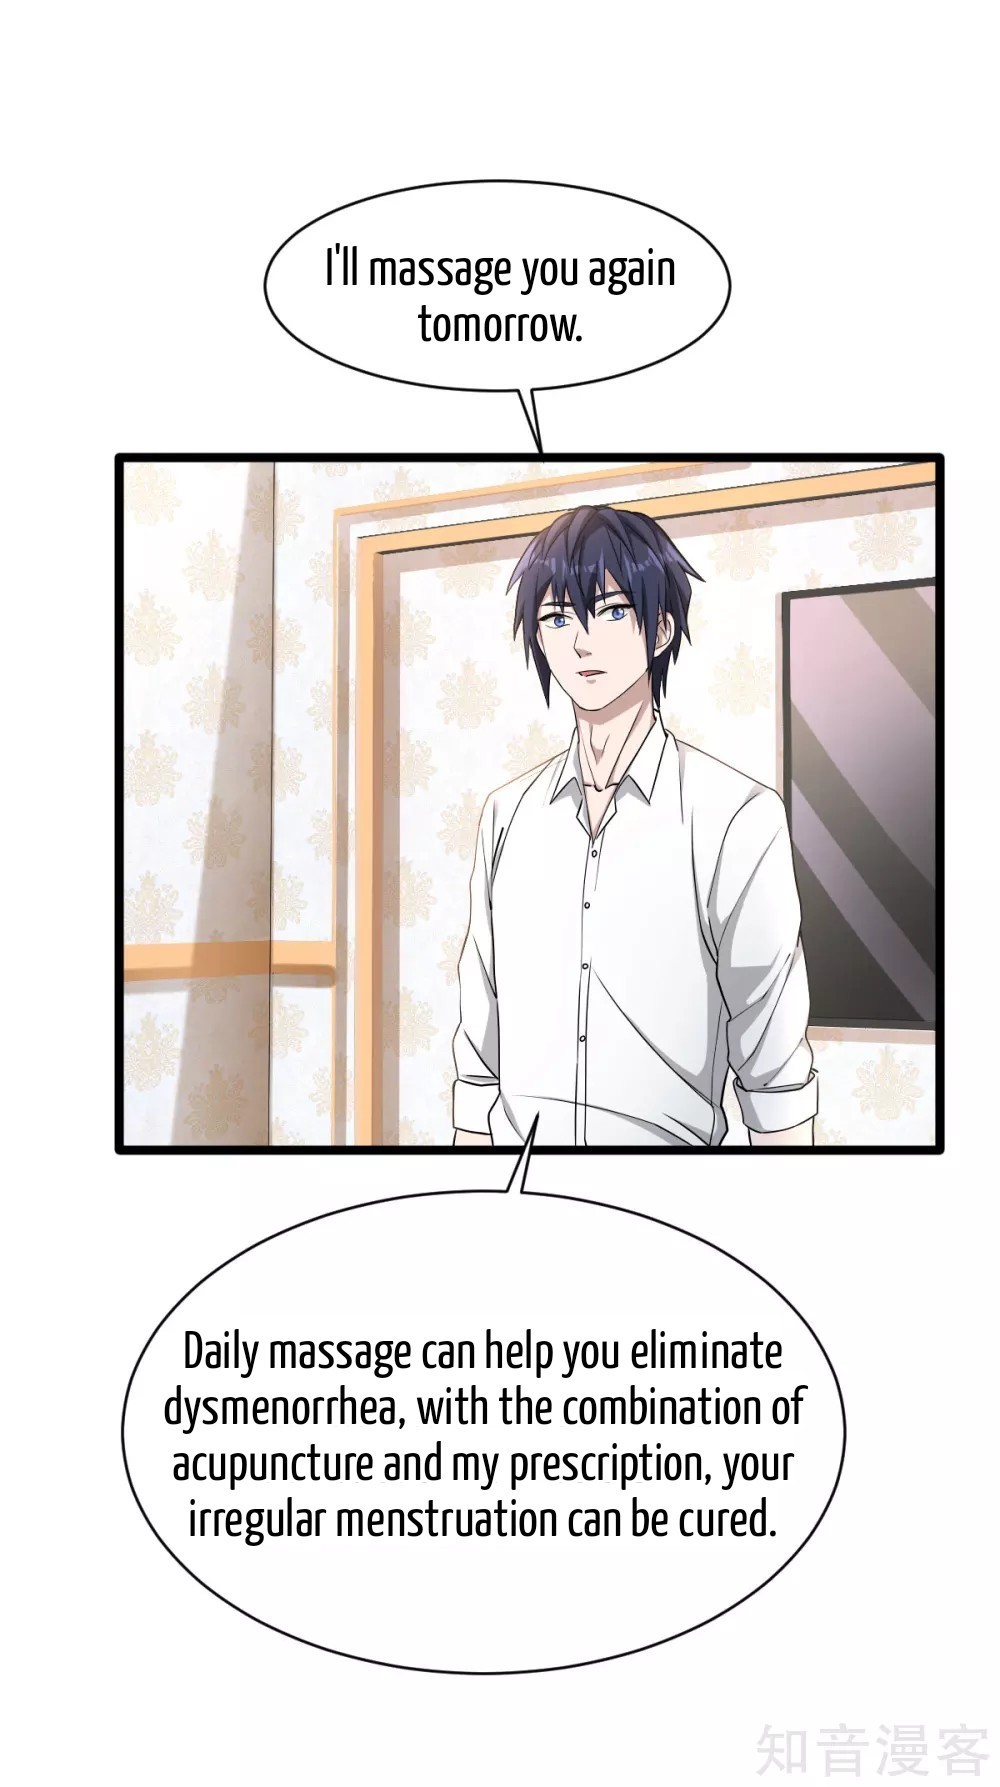 I'll massage you again
tomorrow.
Daily massage can help you eliminate
dysmenorrhea, with the combination of
acupuncture and my prescription, your
irregular menstruation can be cured.
知音漫客